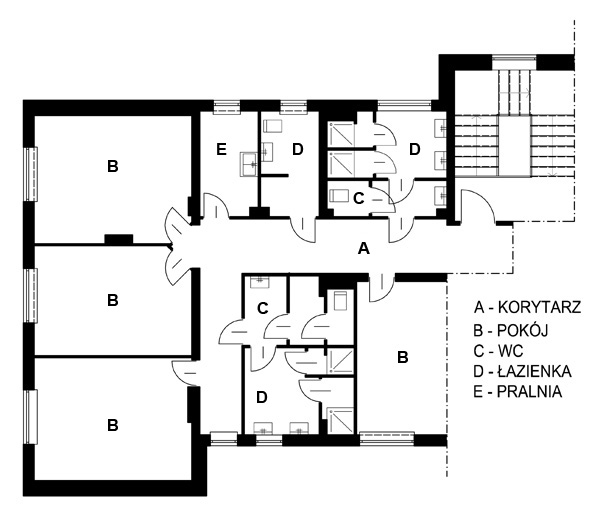 B
E
D
D
C
A
B
C
B
B
D
B
A - KORYTARZ
B - POKÓJ
C - WC
D - ŁAZIENKA
E - PRALNIA